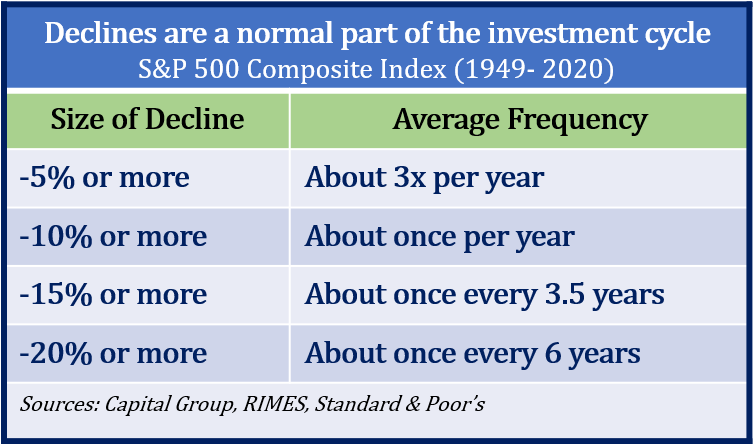 Declines are a normal part of the investment cycle
S&P 500 Composite Index (1949- 2020)
Size of Decline Average Frequency
-5% or more About 3x per year
-10% or more About once per year
-15% or more About once every 3.5 years
-20% or more About once every 6 years
Sources: Capital Group, RIMES, Standard & Poor's